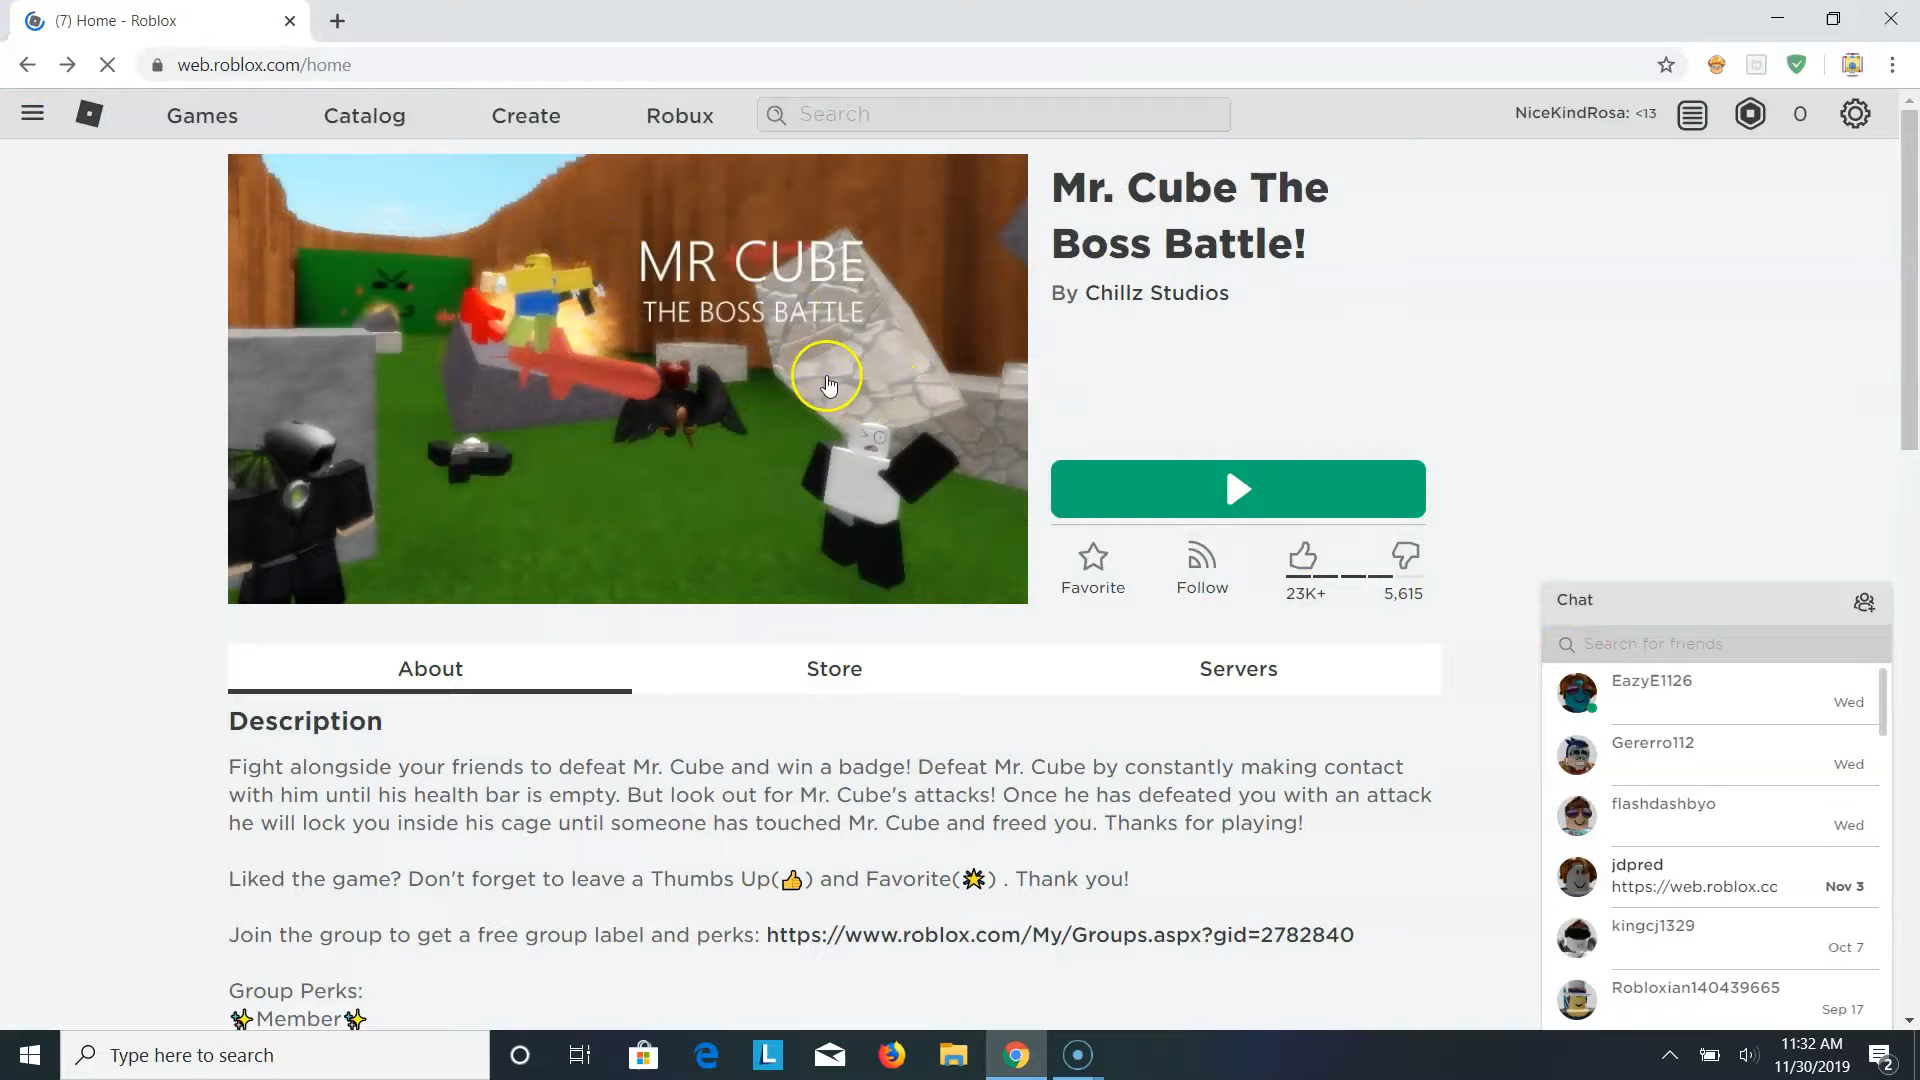 (7) Home - Roblox
web.roblox.com/home
Games
Catalog
Create
Robux
Search
NiceKindRosa: <13
0
MR CUBE
THE BOSS BATTLE
Mr. Cube The
Boss Battle!
By Chillz Studios
Favorite
Follow
23K+
5,615
About
Store
Servers
Description
Fight alongside your friends to defeat Mr. Cube and win a badge! Defeat Mr. Cube by constantly making contact
with him until his health bar is empty. But look out for Mr. Cube's attacks! Once he has defeated you with an attack
he will lock you inside his cage until someone has touched Mr. Cube and freed you. Thanks for playing!
Liked the game? Don't forget to leave a Thumbs Up(👍) and Favorite(🌟) . Thank you!
Join the group to get a free group label and perks: https://www.roblox.com/My/Groups.aspx?gid=2782840
Group Perks:
✨Member✨
Chat
Search for friends
EazyE1126
Wed
Gererro112
Wed
flashdashbyo
Wed
jdpred
https://web.roblox.cc
Nov 3
kingcj1329
Oct 7
Robloxian140439665
Sep 17
Type here to search
L
11:32 AM
11/30/2019
2